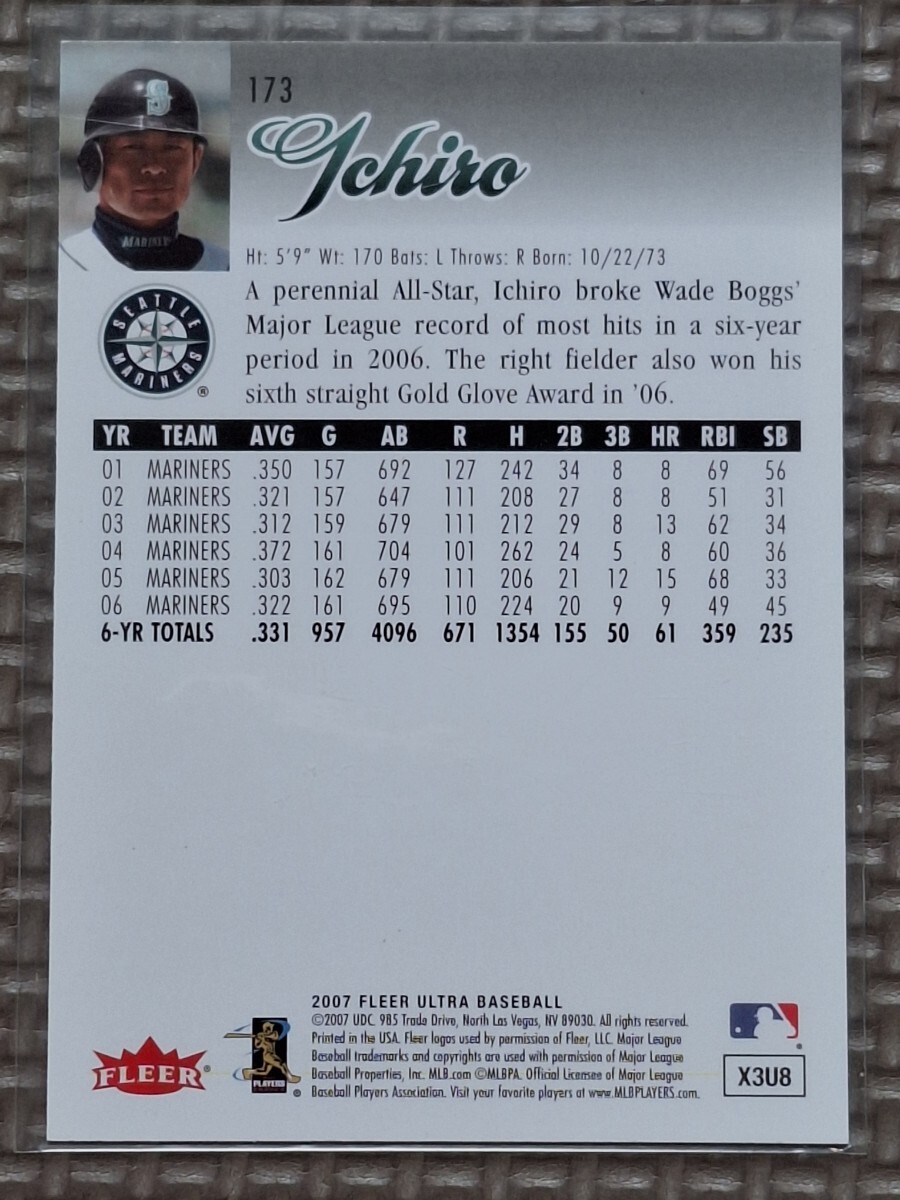 173
Ichiro
S
MARINER
Ht: 5'9" Wt: 170 Bats: L Throws: R Born: 10/22/73
A perennial All-Star, Ichiro broke Wade Boggs'
Major League record of most hits in a six-year
period in 2006. The right fielder also won his
sixth straight Gold Glove Award in '06.
SEATTLE
MARINERS
®
YR TEAM AVG G AB R H 2B 3B HR RBI SB
01 MARINERS .350 157 692 127 242 34 8 8 69 56
02 MARINERS .321 157 647 111 208 27 8 8 51 31
03 MARINERS .312 159 679 111 212 29 8 13 62 34
04 MARINERS .372 161 704 101 262 24 5 8 60 36
05 MARINERS .303 162 679 111 206 21 12 15 68 33
06 MARINERS .322 161 695 110 224 20 9 9 49 45
6-YR TOTALS .331 957 4096 671 1354 155 50 61 359 235
2007 FLEER ULTRA BASEBALL
©2007 UDC. 985 Trade Drive, North Las Vegas, NV 89030. All rights reserved.
Printed in the USA. Fleer logos used by permission of Fleer, LLC. Major League
Baseball trademarks and copyrights are used with permission of Major League
Baseball Properties, Inc. MLB.com ©MLBPA. Official Licensee of Major League
Baseball Players Association. Visit your favorite players at www.MLBPLAYERS.com.
FLEER®
PLAYERS
®
®
X3U8